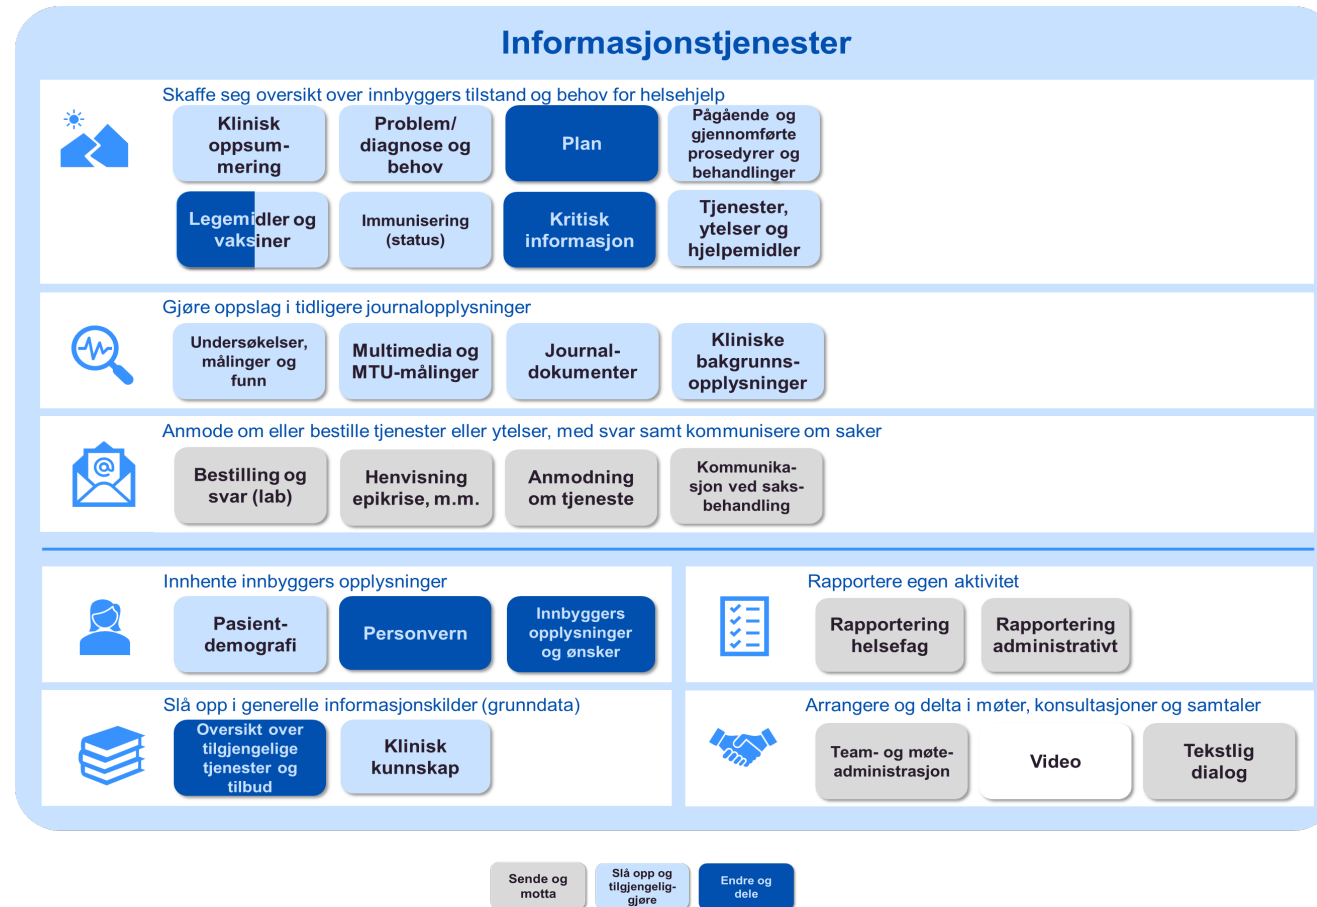 Informasjonstjenester
Skaffe seg oversikt over innbyggers tilstand og behov for helsehjelp
Klinisk
oppsum-
mering
Problem/
diagnose og
behov
Plan
Pågående og
gjennomførte
prosedyrer og
behandlinger
Legemidler og
vaksiner
Immunisering
(status)
Kritisk
informasjon
Tjenester,
ytelser og
hjelpemidler
Gjøre oppslag i tidligere journalopplysninger
Undersøkelser,
målinger og
funn
Multimedia og
MTU-målinger
Journal-
dokumenter
Kliniske
bakgrunns-
opplysninger
Anmode om eller bestille tjenester eller ytelser, med svar samt kommunisere om saker
@
Bestilling og
svar (lab)
Henvisning
epikrise, m.m.
Anmodning
om tjeneste
Kommunika-
sjon ved saks-
behandling
Innhente innbyggers opplysninger
Pasient-
demografi
Personvern
Innbyggers
opplysninger
og ønsker
Rapportere egen aktivitet
Rapportering
helsefag
Rapportering
administrativt
Slå opp i generelle informasjonskilder (grunndata)
Oversikt over
tilgjengelige
tjenester og
tilbud
Klinisk
kunnskap
Arrangere og delta i møter, konsultasjoner og samtaler
Team- og møte-
administrasjon
Video
Tekstlig
dialog
Sende og
motta
Slå opp og
tilgjengelig-
gjøre
Endre og
dele